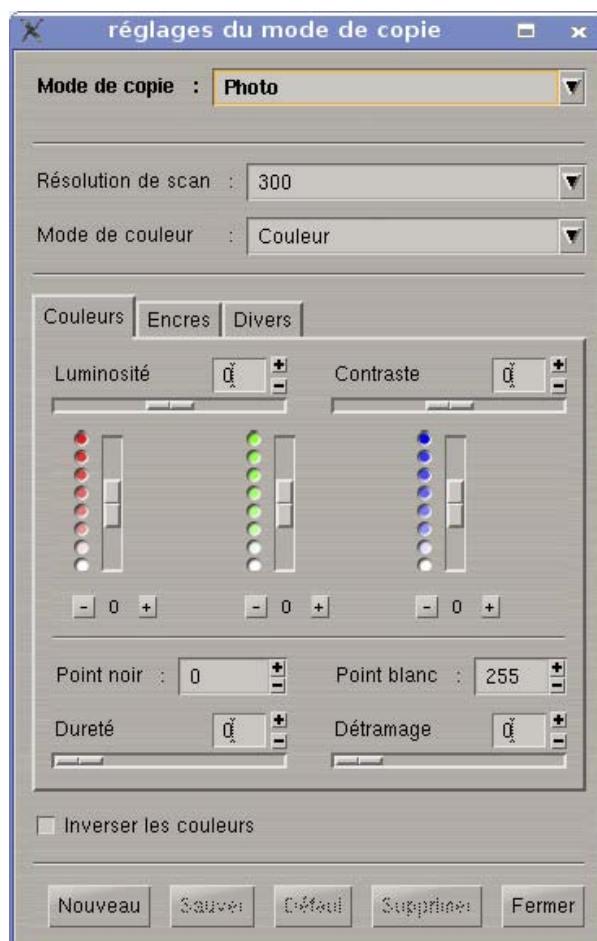 réglages du mode de copie
Mode de copie : Photo
Résolution de scan : 300
Mode de couleur : Couleur
Couleurs Encres Divers
Luminosité 0 + - Contraste 0 + -
- 0 + - 0 + - 0 +
Point noir : 0 + - Point blanc : 255 + -
Dureté 0 + - Détramage 0 + -
Inverser les couleurs
Nouveau Sauver Défaut Supprimer Fermer